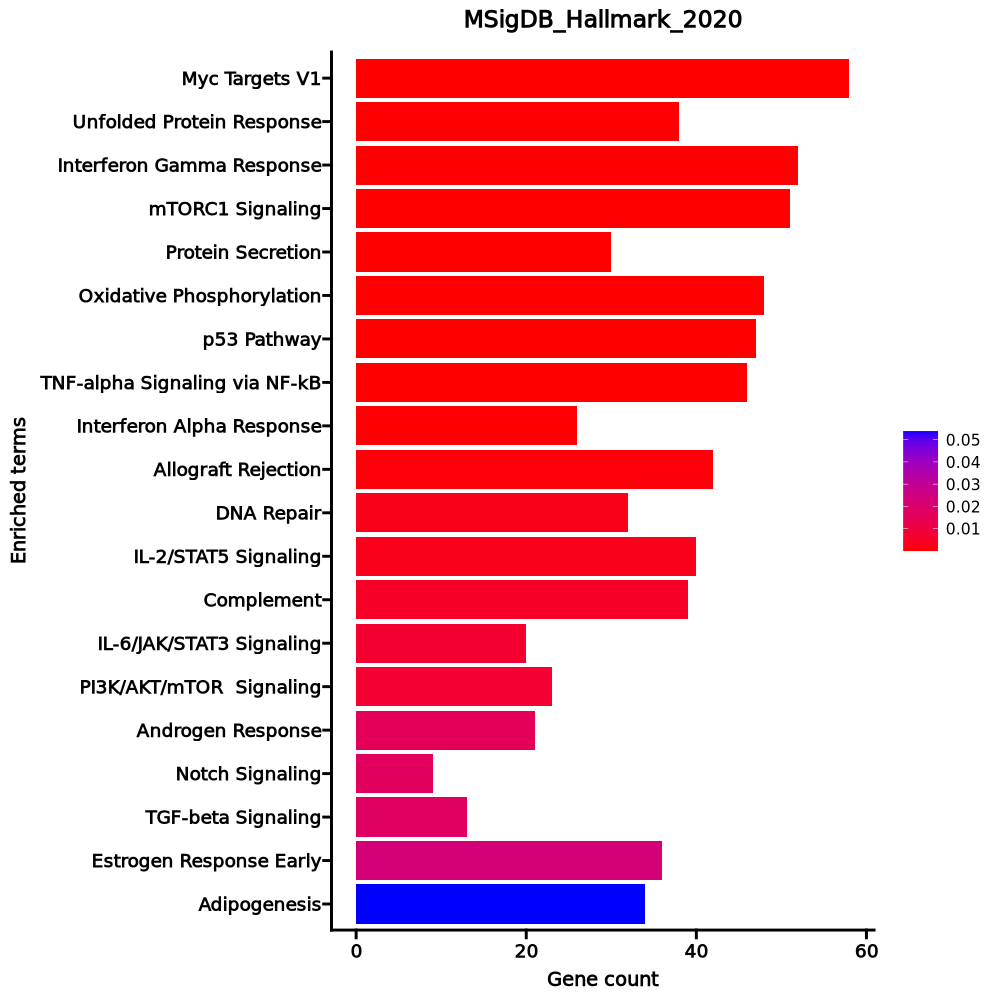 MSigDB_Hallmark_2020
Enriched terms
Myc Targets V1
Unfolded Protein Response
Interferon Gamma Response
mTORC1 Signaling
Protein Secretion
Oxidative Phosphorylation
p53 Pathway
TNF-alpha Signaling via NF-kB
Interferon Alpha Response
Allograft Rejection
DNA Repair
IL-2/STAT5 Signaling
Complement
IL-6/JAK/STAT3 Signaling
PI3K/AKT/mTOR  Signaling
Androgen Response
Notch Signaling
TGF-beta Signaling
Estrogen Response Early
Adipogenesis
0 20 40 60
Gene count
0.05
0.04
0.03
0.02
0.01